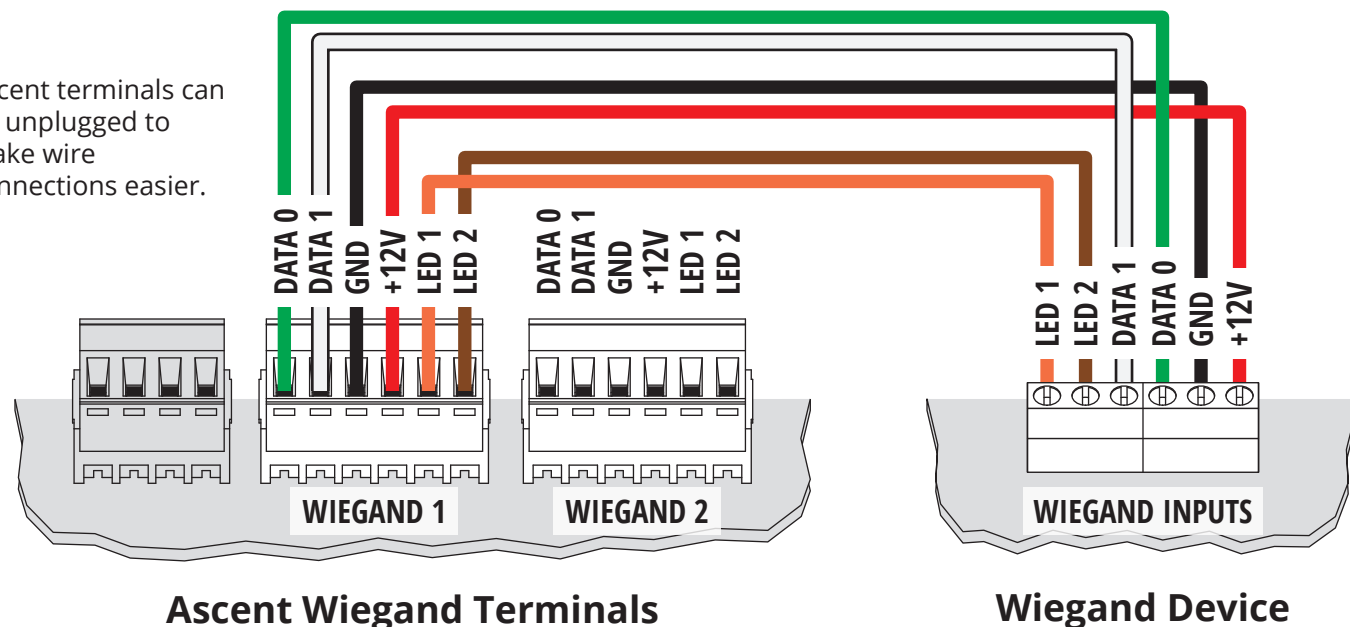 cent terminals can
unplugged to
ake wire
nnections easier.
DATA 0
DATA 1
GND
+12V
LED 1
LED 2
DATA 0
DATA 1
GND
+12V
LED 1
LED 2
LED 1
LED 2
DATA 1
DATA 0
GND
+12V
WIEGAND 1
WIEGAND 2
WIEGAND INPUTS
Ascent Wiegand Terminals
Wiegand Device